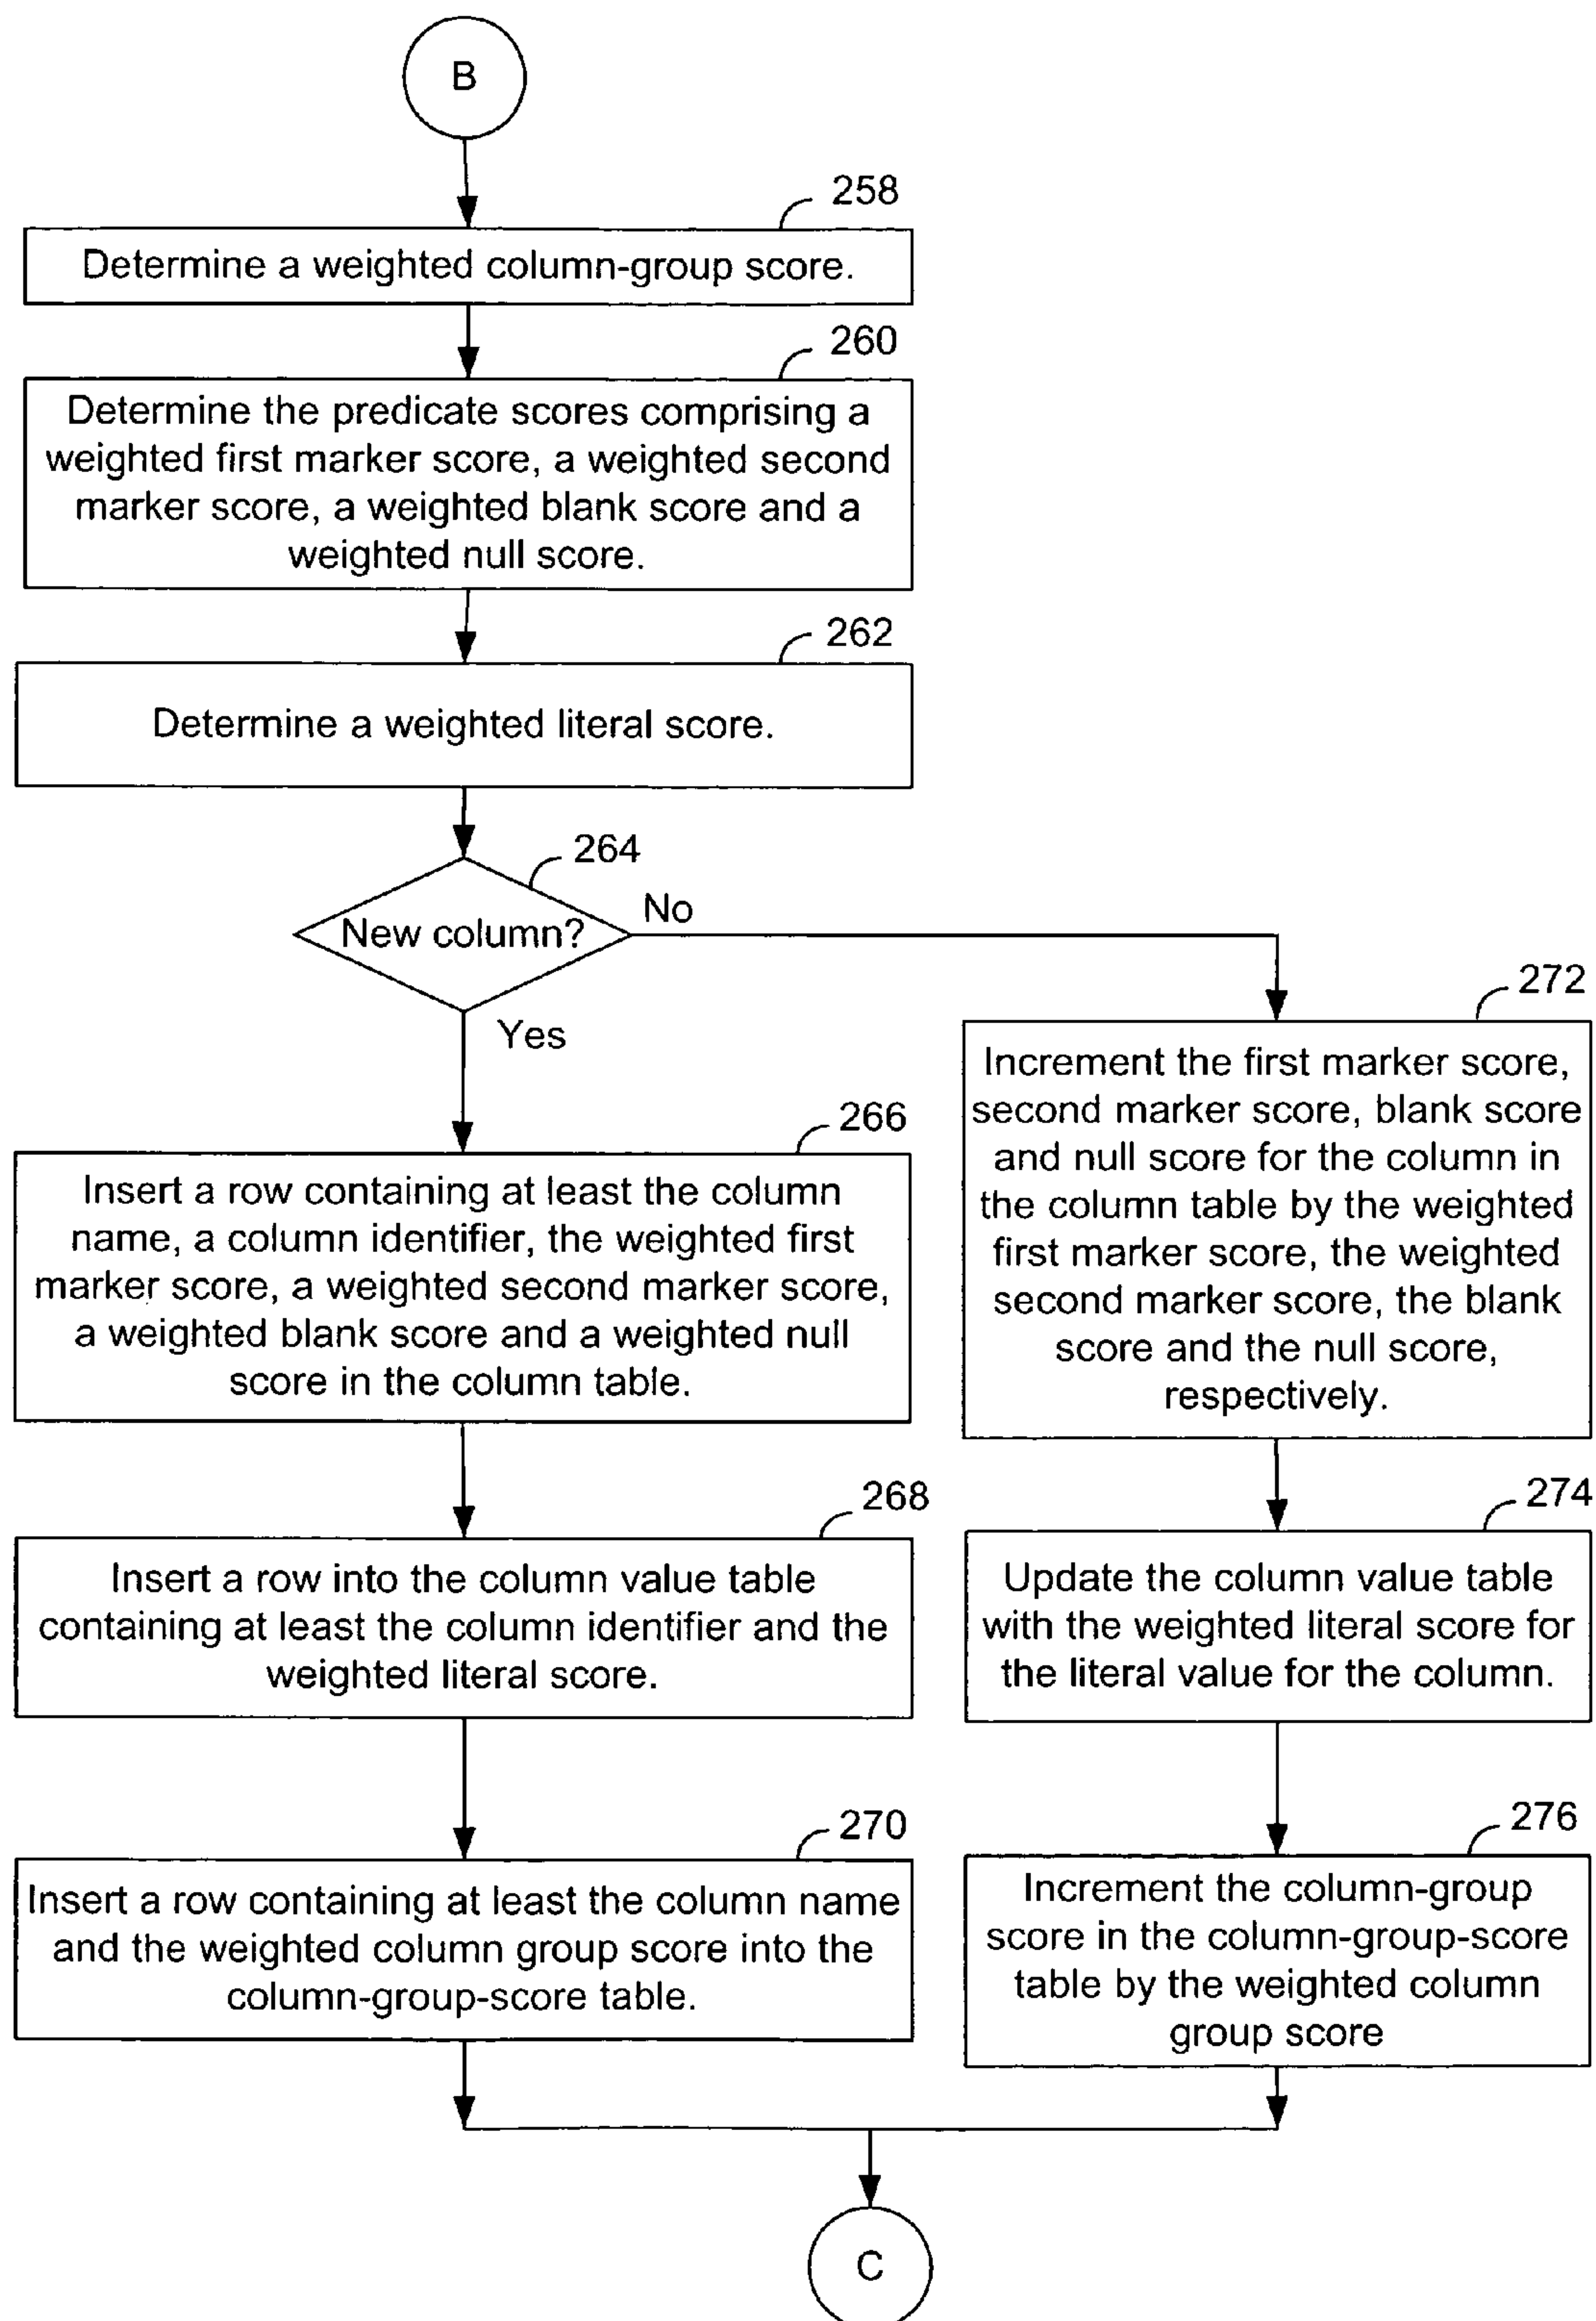 B
258
Determine a weighted column-group score.
260
Determine the predicate scores comprising a
weighted first marker score, a weighted second
marker score, a weighted blank score and a
weighted null score.
262
Determine a weighted literal score.
264
New column?
No
Yes
266
Insert a row containing at least the column
name, a column identifier, the weighted first
marker score, a weighted second marker score,
a weighted blank score and a weighted null
score in the column table.
268
Insert a row into the column value table
containing at least the column identifier and the
weighted literal score.
270
Insert a row containing at least the column name
and the weighted column group score into the
column-group-score table.
272
Increment the first marker score,
second marker score, blank score
and null score for the column in
the column table by the weighted
first marker score, the weighted
second marker score, the blank
score and the null score,
respectively.
274
Update the column value table
with the weighted literal score for
the literal value for the column.
276
Increment the column-group
score in the column-group-score
table by the weighted column
group score
C